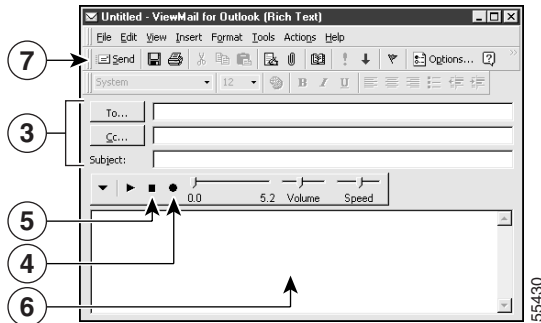 Untitled - ViewMail for Outlook (Rich Text)
File Edit View Insert Format Tools Actions Help
7
Send Options...
System 12 B I U
3
To...
Cc...
Subject:
0.0 5.2 Volume Speed
5
4
6
55430